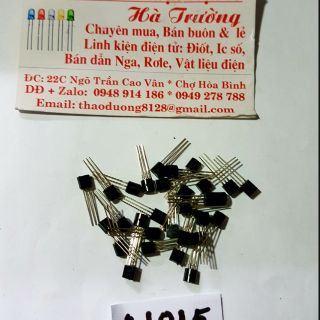 Hà Trường
Chuyên mua, Bán buôn & lẻ
Linh kiện điện tử: Điốt, Ic số,
Bán dẫn Nga, Rơle, Vật liệu điện
ĐC: 22C Ngõ Trần Cao Vân * Chợ Hòa Bình
DĐ + Zalo: 0948 914 186 * 0949 278 788
Email: thaoduong8128@gmail.com